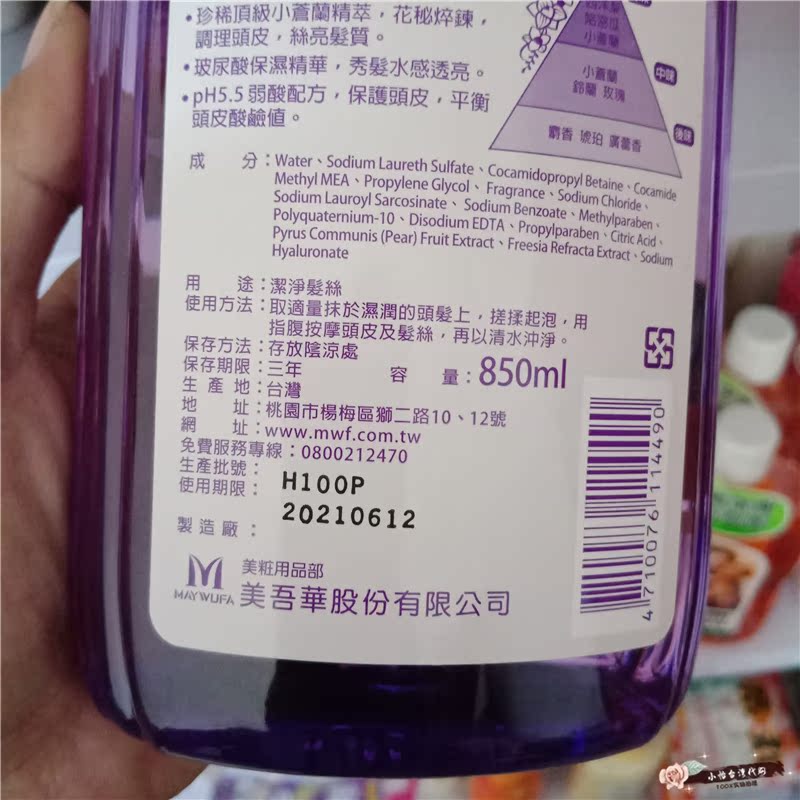 •珍稀頂級小蒼蘭精萃，花秘焠鍊，
調理頭皮，絲亮髮質。
•玻尿酸保濕精華，秀髮水感透亮。
•pH5.5弱酸配方，保護頭皮，平衡
頭皮酸鹼值。
小蒼蘭
小蒼蘭
鈴蘭 玫瑰
中味
麝香 琥珀 廣藿香
後味
成分：Water、Sodium Laureth Sulfate、Cocamidopropyl Betaine、Cocamide
Methyl MEA、Propylene Glycol、Fragrance、Sodium Chloride、
Sodium Lauroyl Sarcosinate、Sodium Benzoate、Methylparaben、
Polyquaternium-10、Disodium EDTA、Propylparaben、Citric Acid、
Pyrus Communis (Pear) Fruit Extract、Freesia Refracta Extract、Sodium
Hyaluronate
用途：潔淨髮絲
使用方法：取適量抹於濕潤的頭髮上，搓揉起泡，用
指腹按摩頭皮及髮絲，再以清水沖淨。
保存方法：存放陰涼處
保存期限：三年
容量：850ml
生產地：台灣
地址：桃園市楊梅區獅二路10、12號
網址：www.mwf.com.tw
免費服務專線：0800212470
生產批號：H100P
使用期限：20210612
製造廠：
MAYWUFA
美粧用品部
美吾華股份有限公司
4710076114490
小怡台灣代购